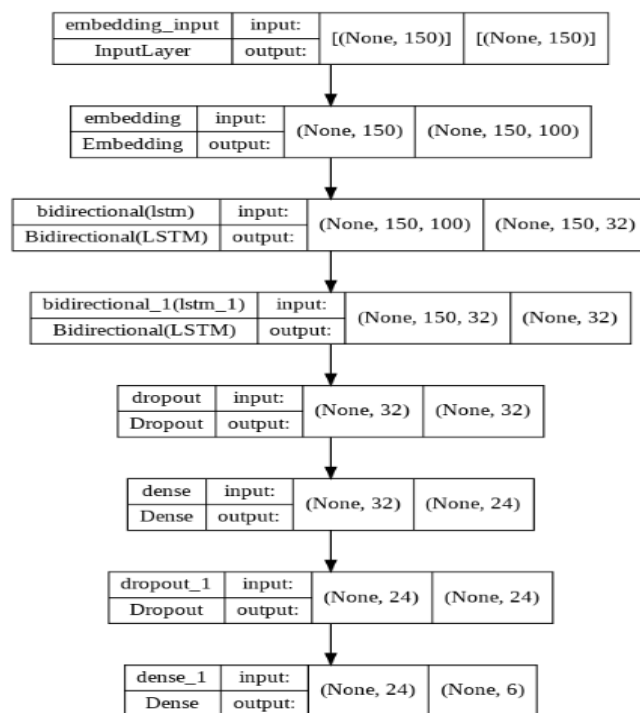 embedding_input input: [(None, 150)] [(None, 150)]
InputLayer output:
embedding input: (None, 150) (None, 150, 100)
Embedding output:
bidirectional(lstm) input: (None, 150, 100) (None, 150, 32)
Bidirectional(LSTM) output:
bidirectional_1(lstm_1) input: (None, 150, 32) (None, 32)
Bidirectional(LSTM) output:
dropout input: (None, 32) (None, 32)
Dropout output:
dense input: (None, 32) (None, 24)
Dense output:
dropout_1 input: (None, 24) (None, 24)
Dropout output:
dense_1 input: (None, 24) (None, 6)
Dense output: